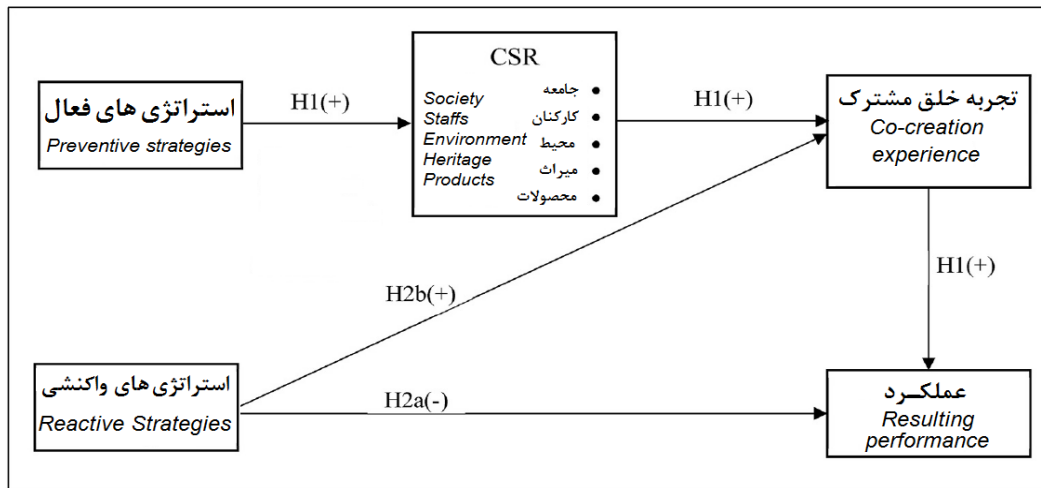 استراتژی های فعال
Preventive strategies
H1(+)
CSR
Society
Staffs
Environment
Heritage
Products
جامعه
کارکنان
محیط
میراث
محصولات
H1(+)
تجربه خلق مشترک
Co-creation
experience
H1(+)
H2b(+)
استراتژی های واکنشی
Reactive Strategies
H2a(-)
عملکرد
Resulting
performance